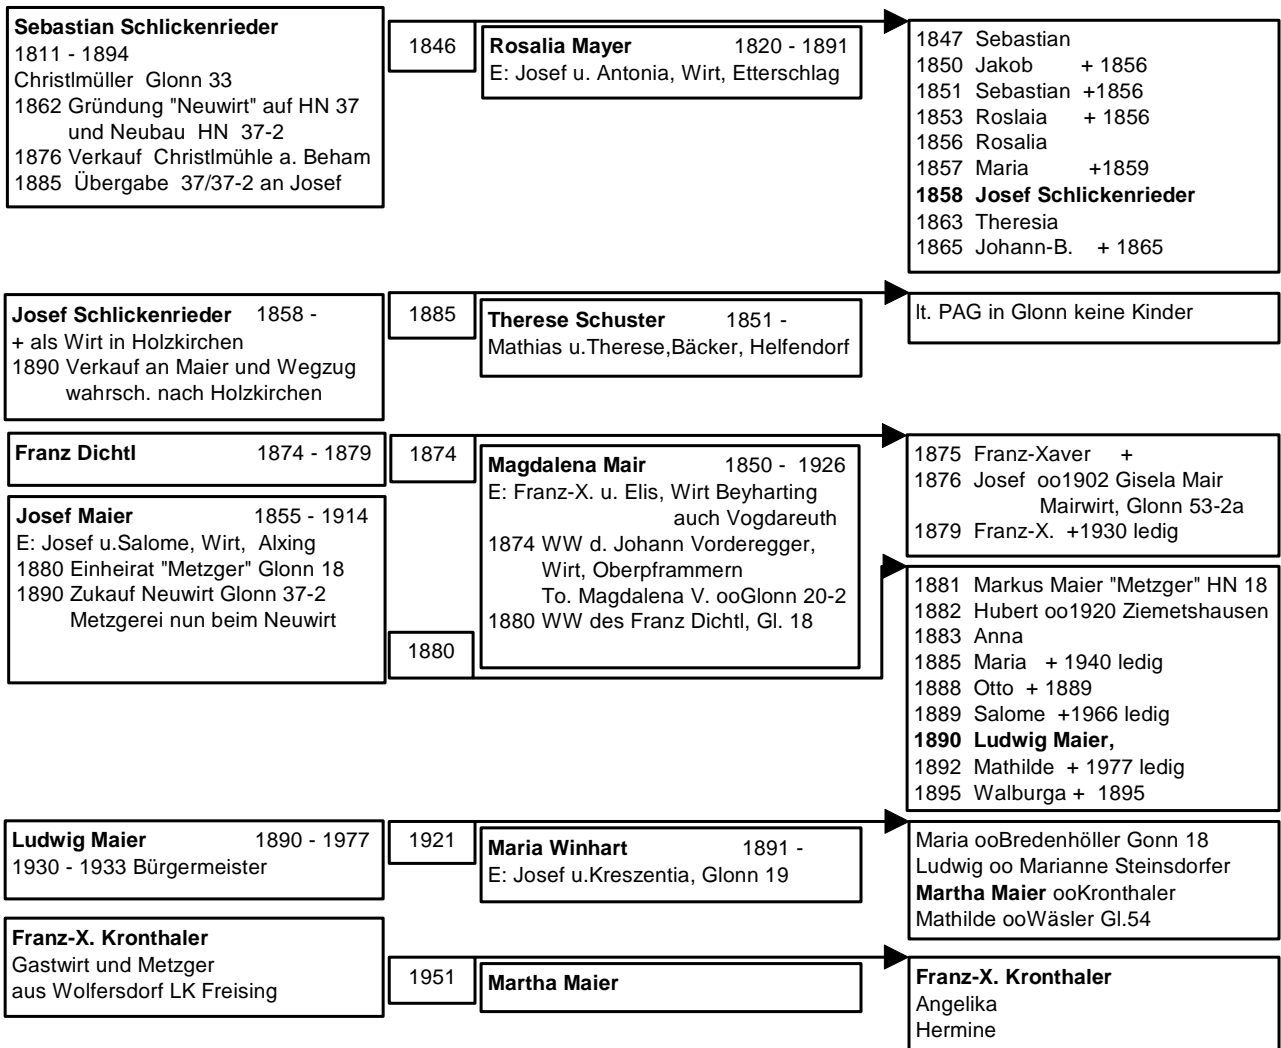 Sebastian Schlickenrieder
1811 - 1894
Christlmüller Glonn 33
1862 Gründung "Neuwirt" auf HN 37
und Neubau HN 37-2
1876 Verkauf Christlmühle a. Beham
1885 Übergabe 37/37-2 an Josef
1846
Rosalia Mayer 1820 - 1891
E: Josef u. Antonia, Wirt, Etterschlag
1847 Sebastian
1850 Jakob + 1856
1851 Sebastian +1856
1853 Roslaia + 1856
1856 Rosalia
1857 Maria +1859
1858 Josef Schlickenrieder
1863 Theresia
1865 Johann-B. + 1865
Josef Schlickenrieder 1858 -
+ als Wirt in Holzkirchen
1890 Verkauf an Maier und Wegzug
wahrsch. nach Holzkirchen
1885
Therese Schuster 1851 -
Mathias u.Therese,Bäcker, Helfendorf
lt. PAG in Glonn keine Kinder
Franz Dichtl 1874 - 1879
1874
Magdalena Mair 1850 - 1926
E: Franz-X. u. Elis, Wirt Beyharting
auch Vogdareuth
1874 WW d. Johann Vorderegger,
Wirt, Oberpframmern
To. Magdalena V. ooGlonn 20-2
1880 WW des Franz Dichtl, Gl. 18
1875 Franz-Xaver +
1876 Josef oo1902 Gisela Mair
Mairwirt, Glonn 53-2a
1879 Franz-X. +1930 ledig
Josef Maier 1855 - 1914
E: Josef u.Salome, Wirt, Alxing
1880 Einheirat "Metzger" Glonn 18
1890 Zukauf Neuwirt Glonn 37-2
Metzgerei nun beim Neuwirt
1880
1881 Markus Maier "Metzger" HN 18
1882 Hubert oo1920 Ziemetshausen
1883 Anna
1885 Maria + 1940 ledig
1888 Otto + 1889
1889 Salome +1966 ledig
1890 Ludwig Maier,
1892 Mathilde + 1977 ledig
1895 Walburga + 1895
Ludwig Maier 1890 - 1977
1930 - 1933 Bürgermeister
1921
Maria Winhart 1891 -
E: Josef u.Kreszentia, Glonn 19
Maria ooBredenhöller Gonn 18
Ludwig oo Marianne Steinsdorfer
Martha Maier ooKronthaler
Mathilde ooWäsler Gl.54
Franz-X. Kronthaler
Gastwirt und Metzger
aus Wolfersdorf LK Freising
1951
Martha Maier
Franz-X. Kronthaler
Angelika
Hermine